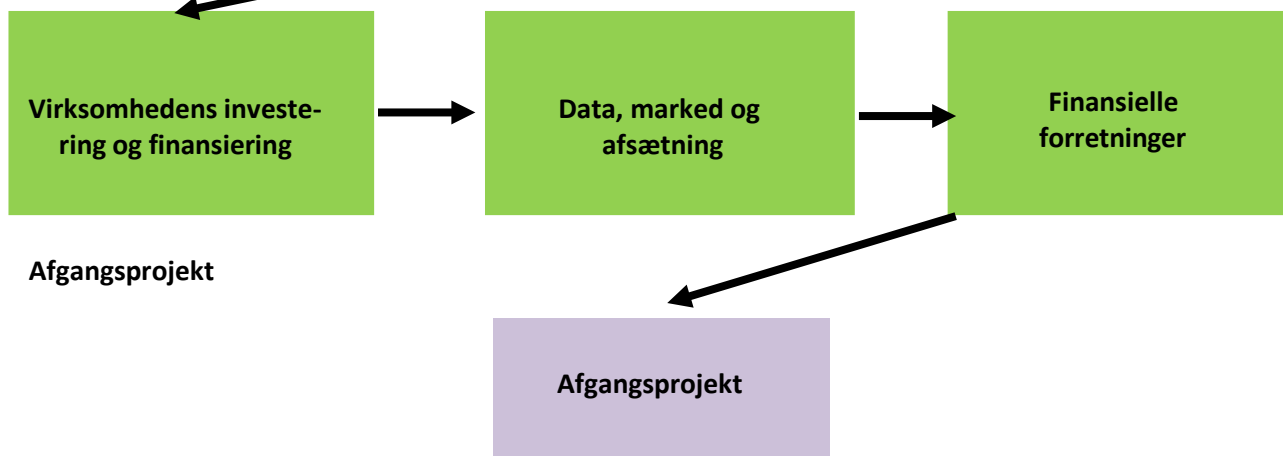 Virksomhedens investe-
ring og finansiering
Data, marked og
afsætning
Finansielle
forretninger
Afgangsprojekt
Afgangsprojekt